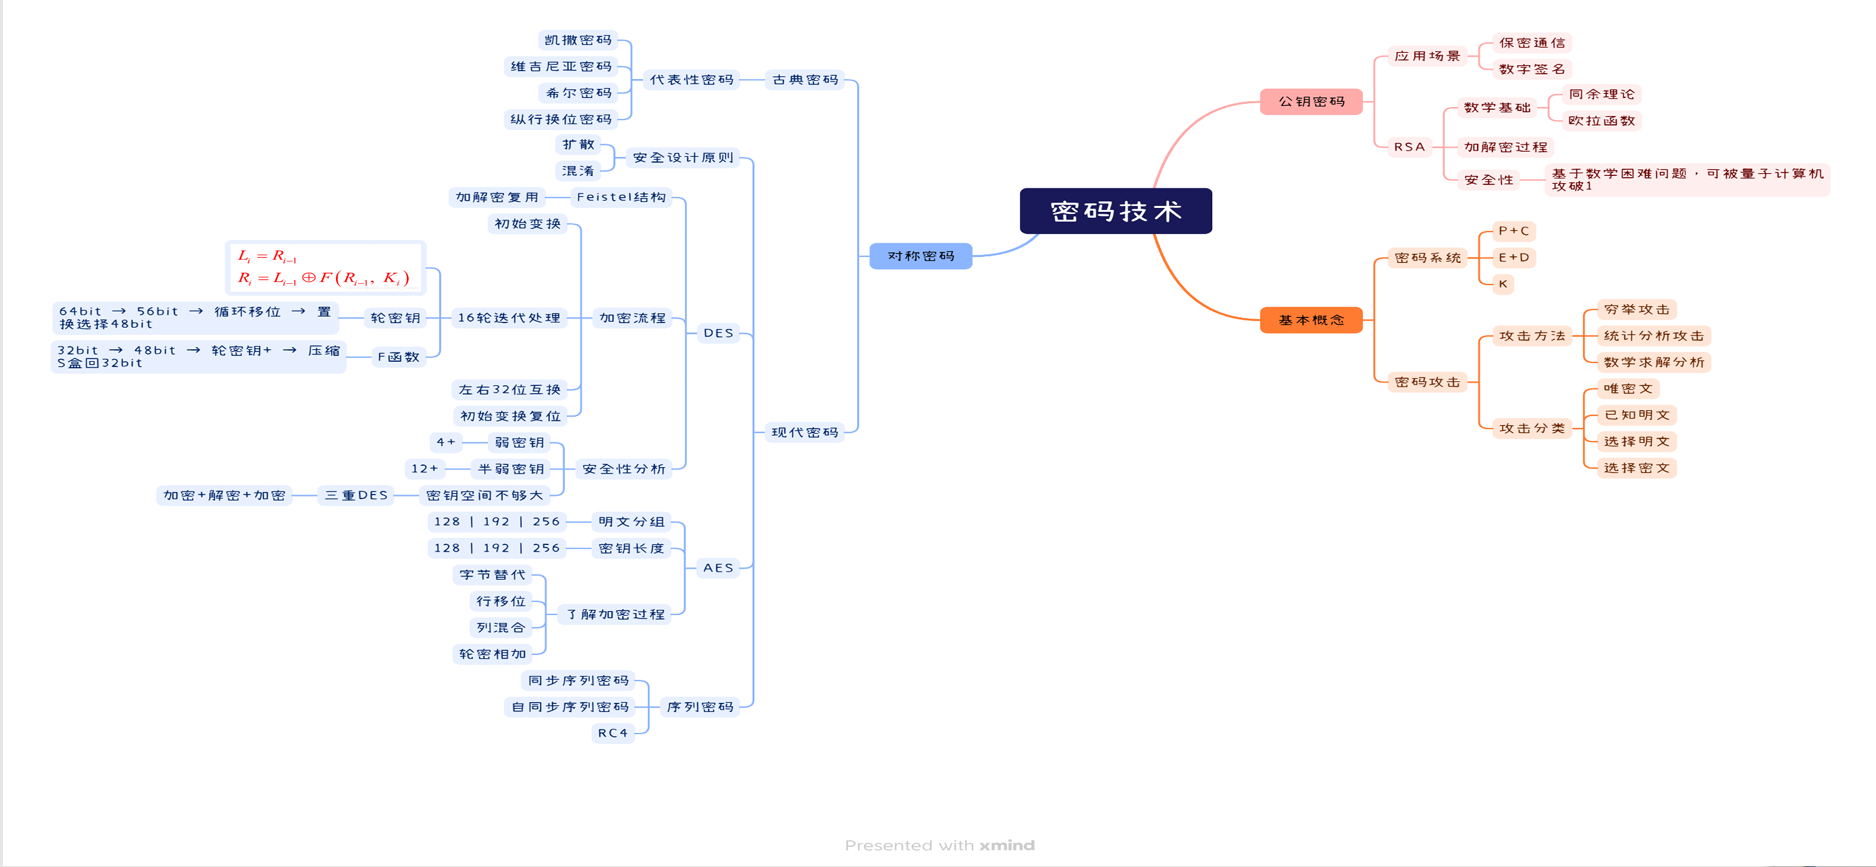 密码技术
公钥密码
应用场景
保密通信
数字签名
RSA
数学基础
同余理论
欧拉函数
加解密过程
安全性
基于数学困难问题，可被量子计算机
攻破1
基本概念
密码系统
P+C
E+D
K
密码攻击
攻击方法
穷举攻击
统计分析攻击
数学求解分析
攻击分类
唯密文
已知明文
选择明文
选择密文
对称密码
古典密码
代表性密码
凯撒密码
维吉尼亚密码
希尔密码
纵行换位密码
现代密码
安全设计原则
扩散
混淆
DES
Feistel结构
加解密复用
加密流程
初始变换
16轮迭代处理
L_i = R_{i-1}
R_i = L_{i-1} ⊕ F(R_{i-1}, K_i)
轮密钥
64bit → 56bit → 循环移位 → 置
换选择48bit
F函数
32bit → 48bit → 轮密钥+ → 压缩
S盒回32bit
左右32位互换
初始变换复位
安全性分析
弱密钥
4+
半弱密钥
12+
密钥空间不够大
三重DES
加密+解密+加密
AES
明文分组
128 | 192 | 256
密钥长度
128 | 192 | 256
了解加密过程
字节替代
行移位
列混合
轮密相加
序列密码
同步序列密码
自同步序列密码
RC4
Presented with xmind